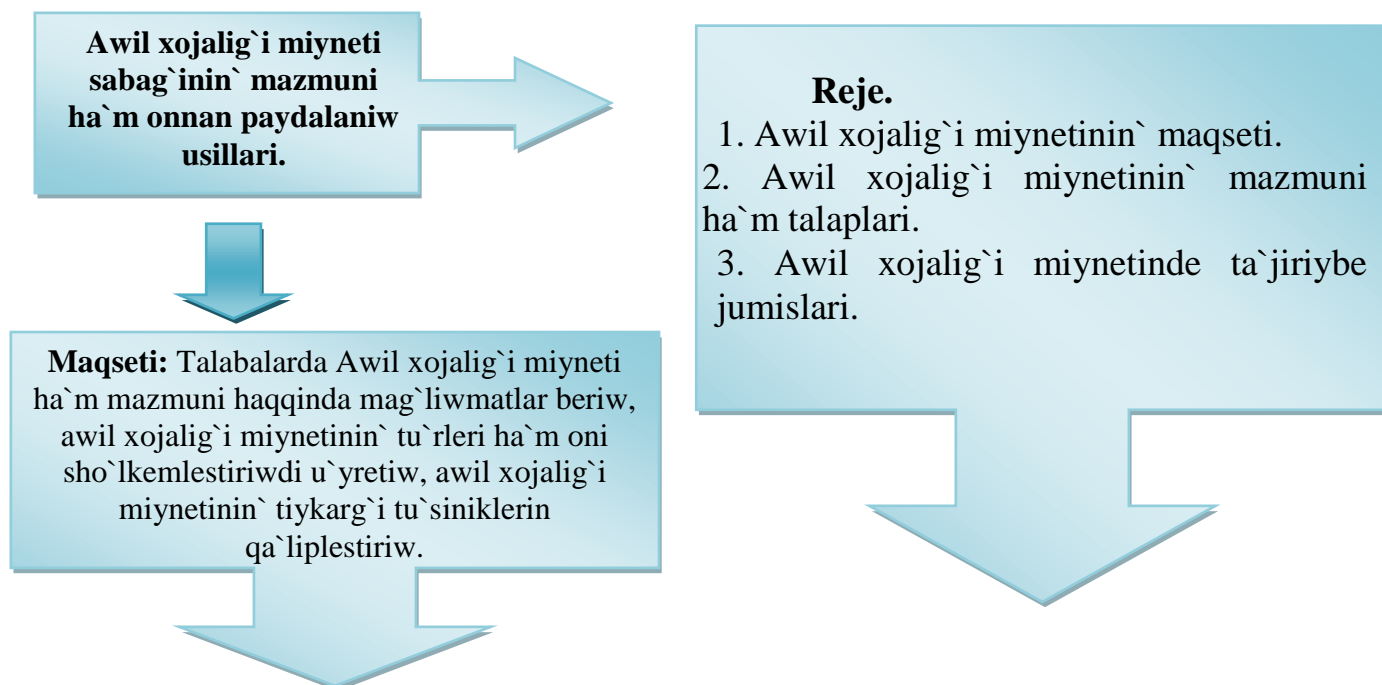 Awil xojalig`i miyneti
sabag`inin` mazmuni
ha`m onnan paydalaniw
usillari.
Reje.
1. Awil xojalig`i miynetinin` maqseti.
2. Awil xojalig`i miynetinin` mazmuni
ha`m talaplari.
3. Awil xojalig`i miynetinde ta`jiriybe
jumislari.
Maqseti: Talabalarda Awil xojalig`i miyneti
ha`m mazmuni haqqinda mag`liwmatlar beriw,
awil xojalig`i miynetinin` tu`rleri ha`m oni
sho`lkemlestiriwdi u`yretiw, awil xojalig`i
miynetinin` tiykarg`i tu`siniklerin
qa`liplestiriw.